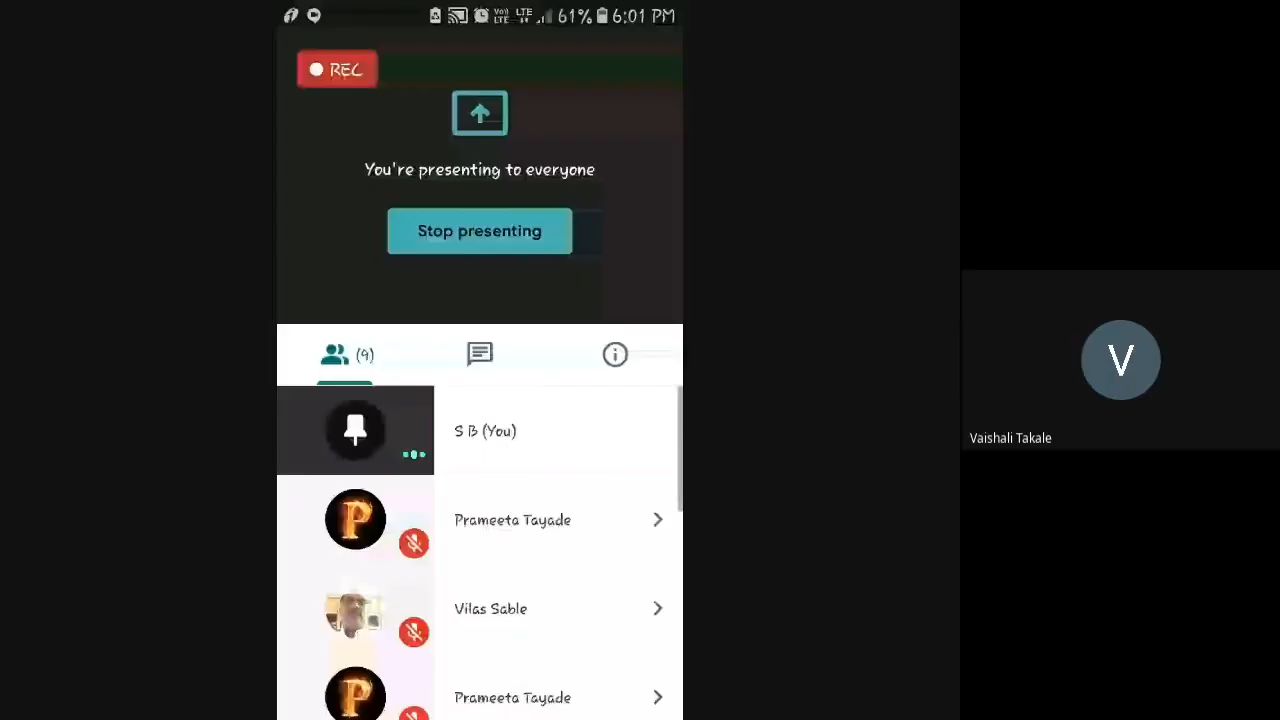 61% 6:01 PM
REC
You're presenting to everyone
Stop presenting
(9)
S B (You)
P
Prameeta Tayade
Vilas Sable
P
Prameeta Tayade
V
Vaishali Takale